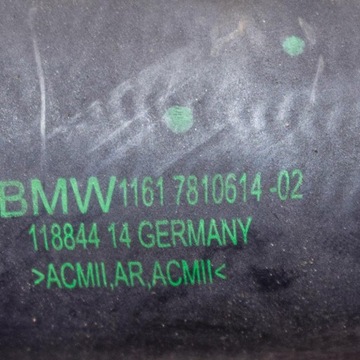 BMW 1161 7810614 -02
118844 14 GERMANY
>ACMII,AR,ACMII<